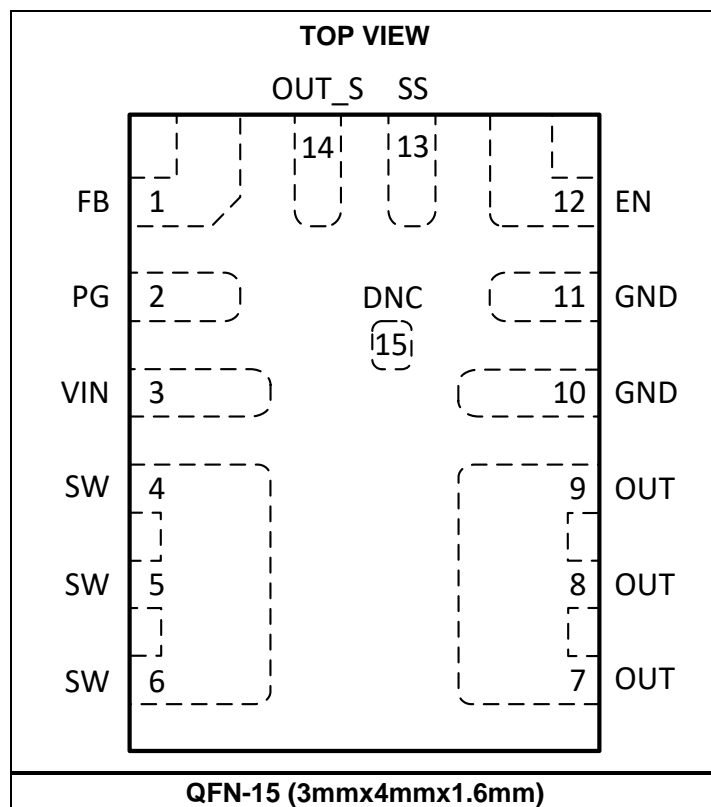 TOP VIEW
OUT_S SS
14 13
FB 1 12 EN
PG 2 DNC 11 GND
15
VIN 3 10 GND
SW 4 9 OUT
SW 5 8 OUT
SW 6 7 OUT
QFN-15 (3mmx4mmx1.6mm)